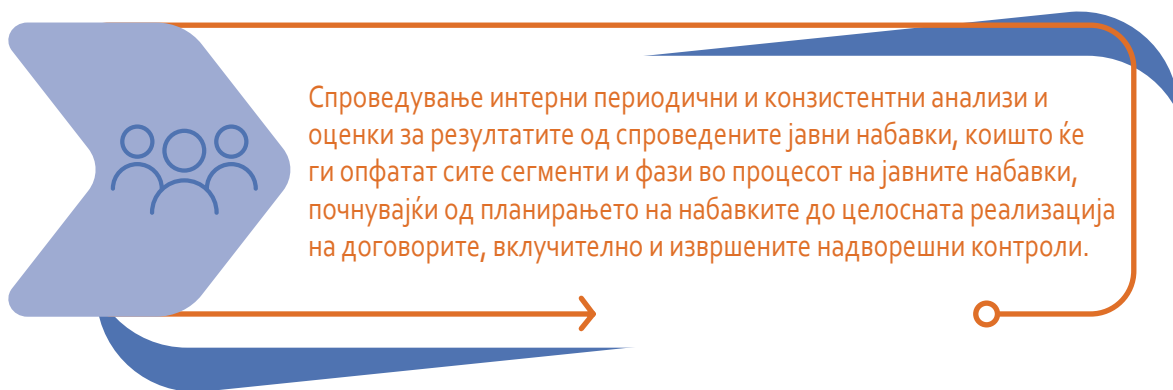 Спроведување интерни периодични и конзистентни анализи и
оценки за резултатите од спроведените јавни набавки, коишто ќе
ги опфатат сите сегменти и фази во процесот на јавните набавки,
почнувајќи од планирањето на набавките до целосната реализација
на договорите, вклучително и извршените надворешни контроли.